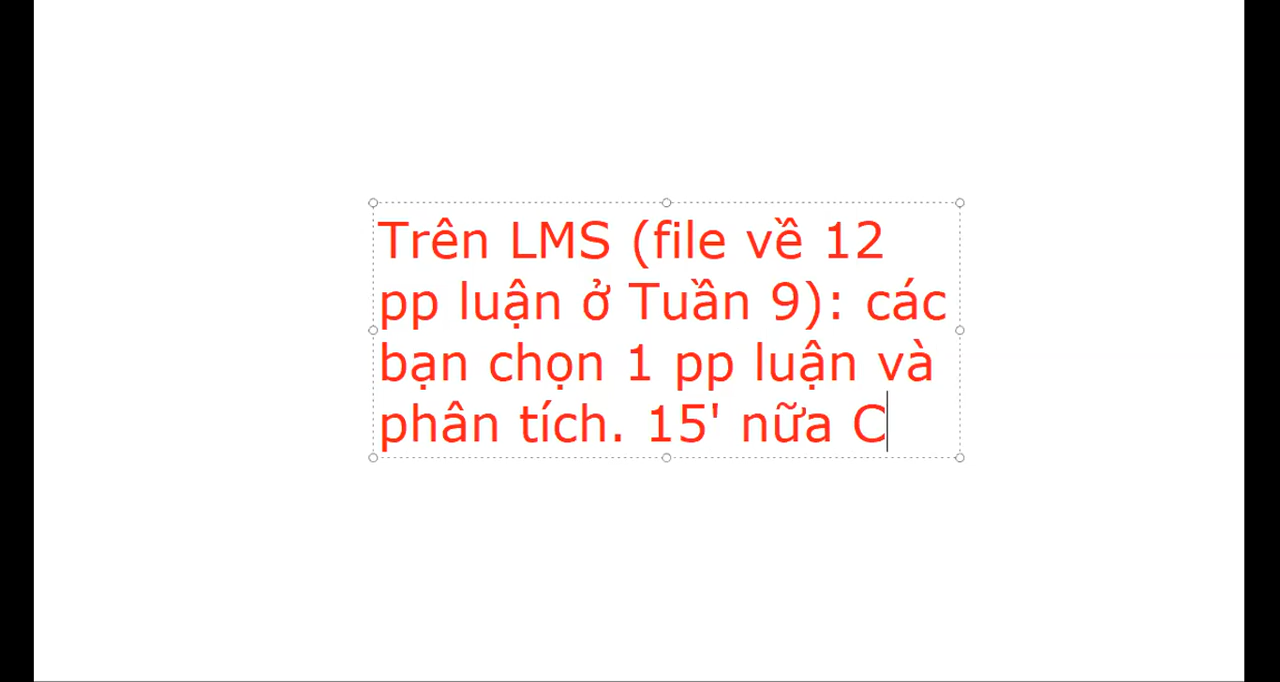 Trên LMS (file về 12
pp luận ở Tuần 9): các
bạn chọn 1 pp luận và
phân tích. 15' nữa C